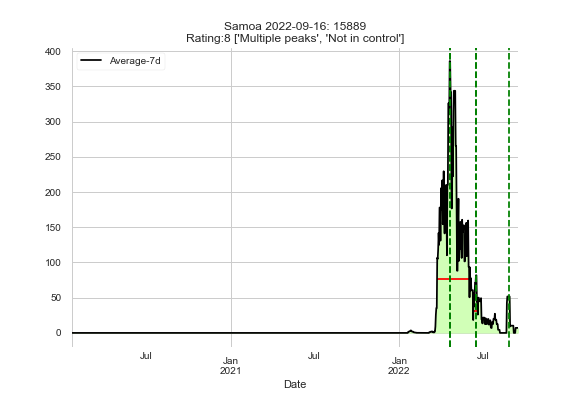 Samoa 2022-09-16: 15889
Rating:8 ['Multiple peaks', 'Not in control']
400
Average-7d
350
300
250
200
150
100
50
0
Jul
Jan
2021
Jul
Jan
2022
Jul
Date